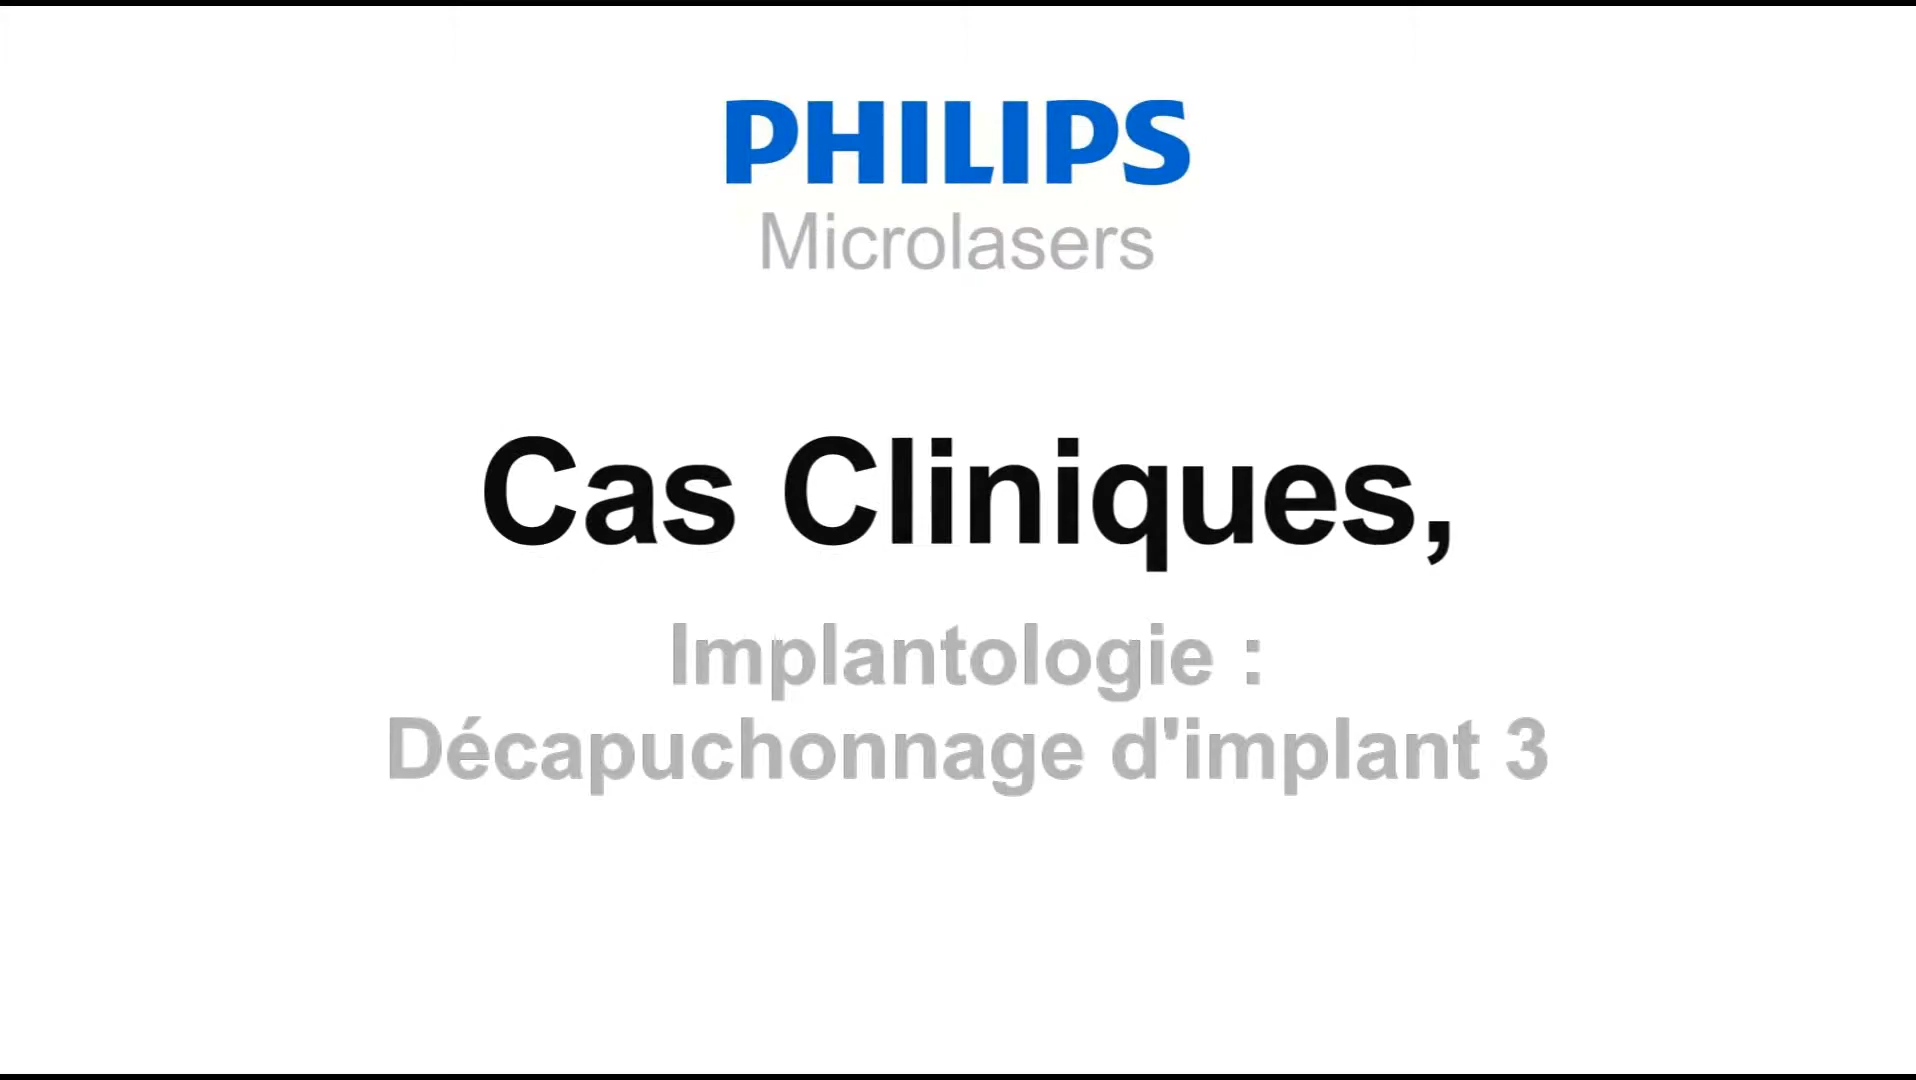 PHILIPS
Microlasers
Cas Cliniques,
Implantologie :
Décapuchonnage d'implant 3